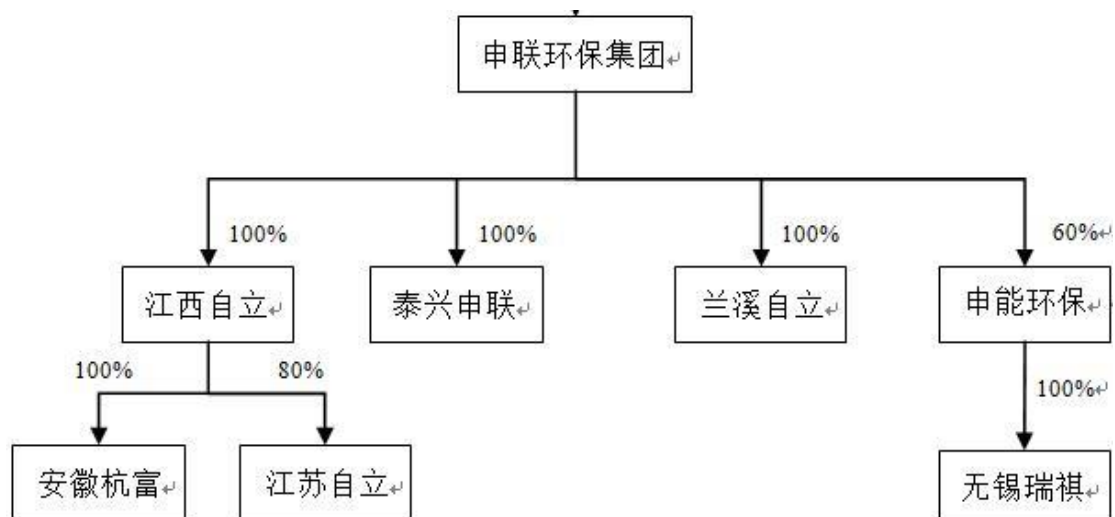 申联环保集团
100%
100%
100%
60%
江西自立
泰兴申联
兰溪自立
申能环保
100%
80%
100%
安徽杭富
江苏自立
无锡瑞祺